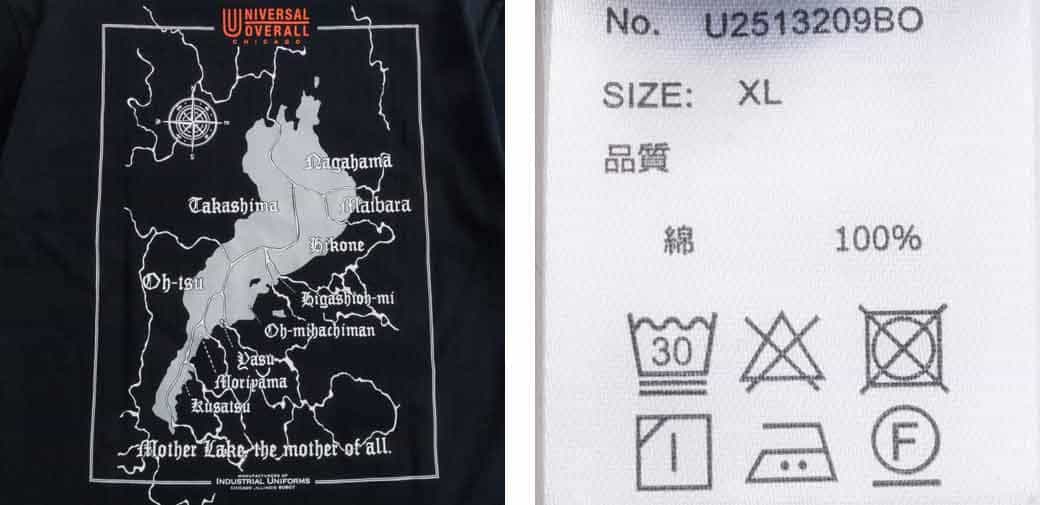 UNIVERSAL
OVERALL
CHICAGO
Nagahama
Takashima
Maibara
Hikone
Oh-tsu
Higashioh-mi
Oh-mihachiman
Yasu
Moriyama
Kusatsu
Mother Lake, the mother of all.
MANUFACTURERS OF
INDUSTRIAL UNIFORMS
No. U2513209BO
SIZE: XL
品質
綿 100%
30
F